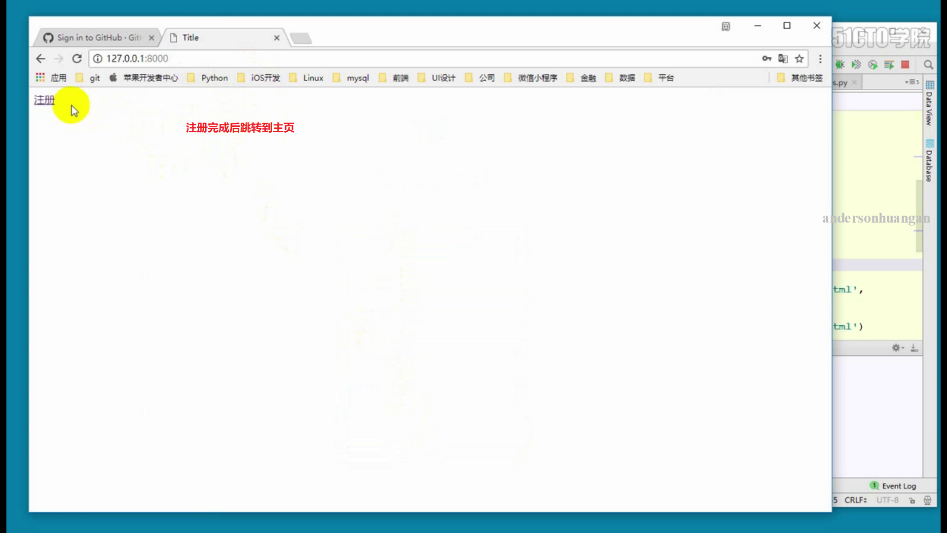 Sign in to GitHub · Git
Title
51CTO学院
127.0.0.1:8000
应用 git 苹果开发者中心 Python iOS开发 Linux mysql 前端 UI设计 公司 微信小程序 金融 数据 平台 其他书签
s.py
注册
注册完成后跳转到主页
Data View
Database
andersonhuangan
tml',
tml')
1 Event Log
5 CRLF UTF-8